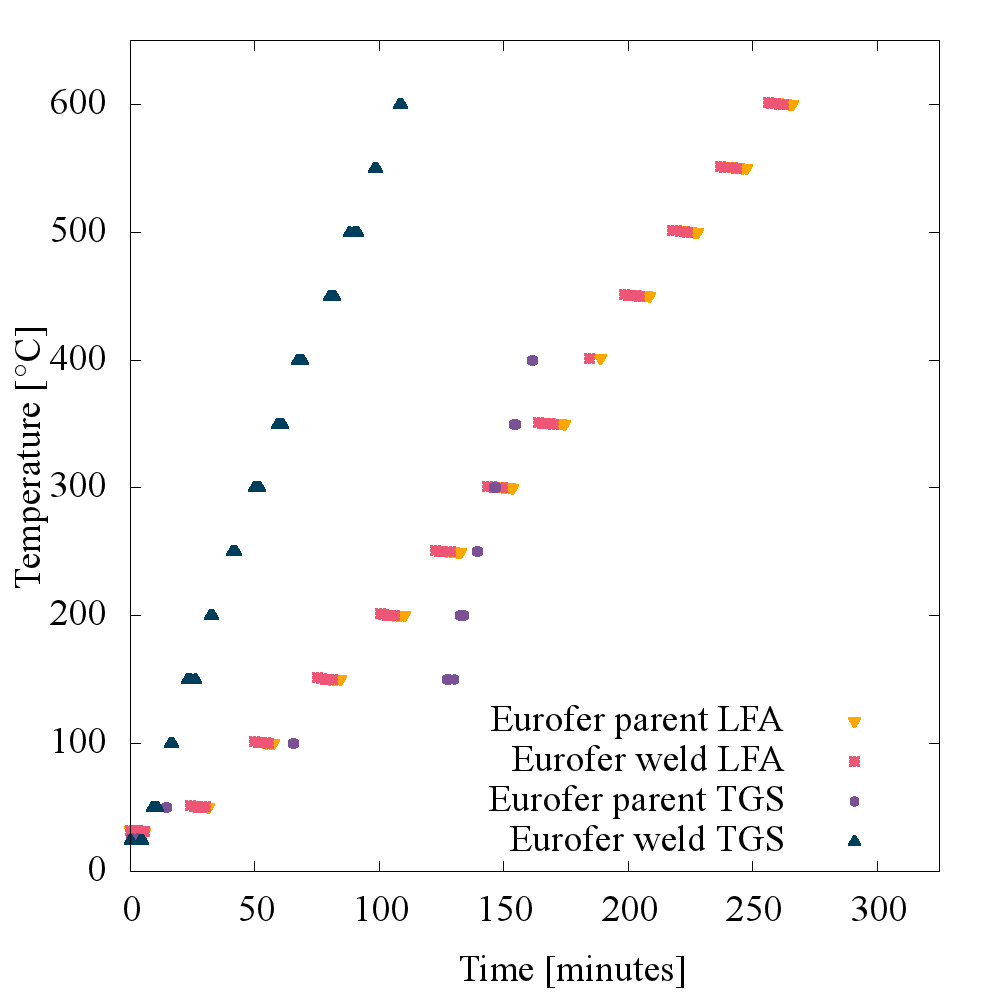 600
500
400
300
200
100
0
Temperature [°C]
Eurofer parent LFA
Eurofer weld LFA
Eurofer parent TGS
Eurofer weld TGS
0 50 100 150 200 250 300
Time [minutes]